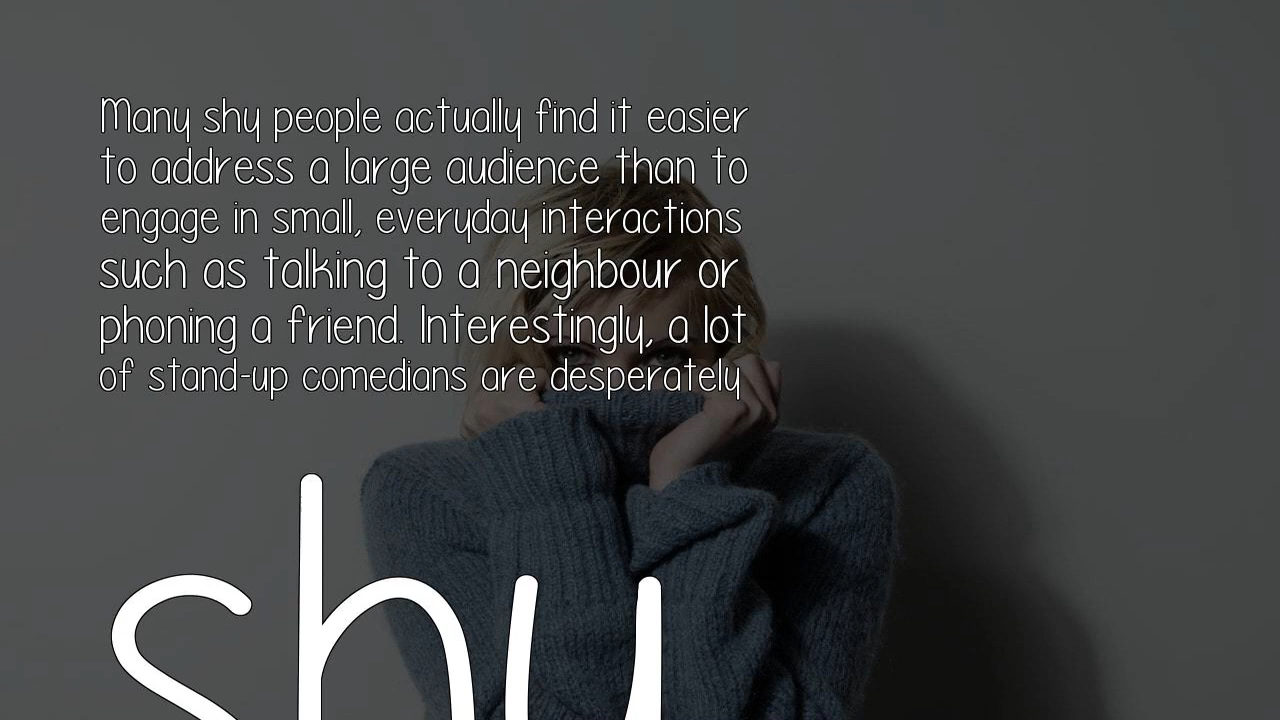 Many shy people actually find it easier
to address a large audience than to
engage in small, everyday interactions
such as talking to a neighbour or
phoning a friend. Interestingly, a lot
of stand-up comedians are desperately
shy